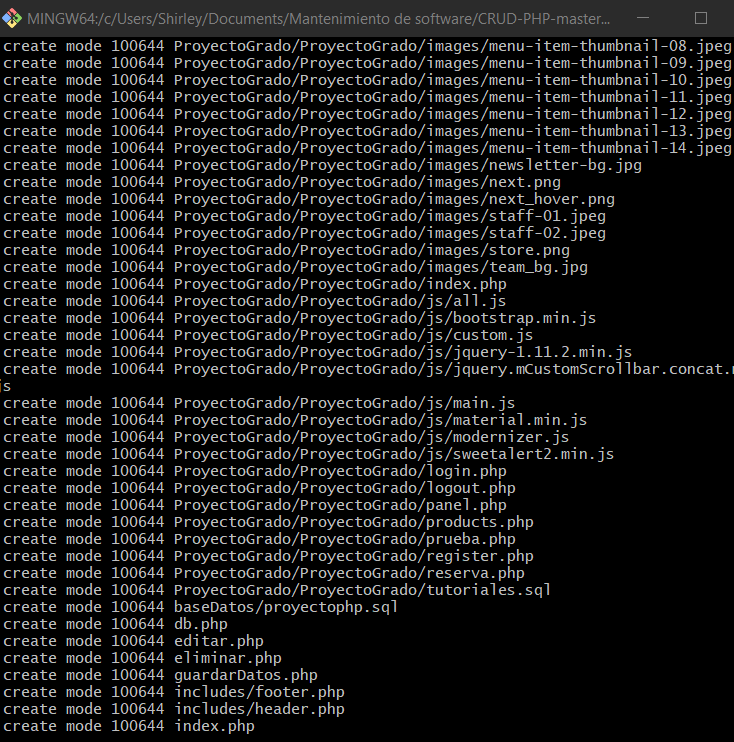 MINGW64:/c/Users/Shirley/Documents/Mantenimiento de software/CRUD-PHP-master...
create mode 100644 ProyectoGrado/ProyectoGrado/images/menu-item-thumbnail-08.jpeg
create mode 100644 ProyectoGrado/ProyectoGrado/images/menu-item-thumbnail-09.jpeg
create mode 100644 ProyectoGrado/ProyectoGrado/images/menu-item-thumbnail-10.jpeg
create mode 100644 ProyectoGrado/ProyectoGrado/images/menu-item-thumbnail-11.jpeg
create mode 100644 ProyectoGrado/ProyectoGrado/images/menu-item-thumbnail-12.jpeg
create mode 100644 ProyectoGrado/ProyectoGrado/images/menu-item-thumbnail-13.jpeg
create mode 100644 ProyectoGrado/ProyectoGrado/images/menu-item-thumbnail-14.jpeg
create mode 100644 ProyectoGrado/ProyectoGrado/images/newsletter-bg.jpg
create mode 100644 ProyectoGrado/ProyectoGrado/images/next.png
create mode 100644 ProyectoGrado/ProyectoGrado/images/next_hover.png
create mode 100644 ProyectoGrado/ProyectoGrado/images/staff-01.jpeg
create mode 100644 ProyectoGrado/ProyectoGrado/images/staff-02.jpeg
create mode 100644 ProyectoGrado/ProyectoGrado/images/store.png
create mode 100644 ProyectoGrado/ProyectoGrado/images/team_bg.jpg
create mode 100644 ProyectoGrado/ProyectoGrado/index.php
create mode 100644 ProyectoGrado/ProyectoGrado/js/all.js
create mode 100644 ProyectoGrado/ProyectoGrado/js/bootstrap.min.js
create mode 100644 ProyectoGrado/ProyectoGrado/js/custom.js
create mode 100644 ProyectoGrado/ProyectoGrado/js/jquery-1.11.2.min.js
create mode 100644 ProyectoGrado/ProyectoGrado/js/jquery.mCustomScrollbar.concat.m
js
create mode 100644 ProyectoGrado/ProyectoGrado/js/main.js
create mode 100644 ProyectoGrado/ProyectoGrado/js/material.min.js
create mode 100644 ProyectoGrado/ProyectoGrado/js/modernizer.js
create mode 100644 ProyectoGrado/ProyectoGrado/js/sweetalert2.min.js
create mode 100644 ProyectoGrado/ProyectoGrado/login.php
create mode 100644 ProyectoGrado/ProyectoGrado/logout.php
create mode 100644 ProyectoGrado/ProyectoGrado/panel.php
create mode 100644 ProyectoGrado/ProyectoGrado/products.php
create mode 100644 ProyectoGrado/ProyectoGrado/prueba.php
create mode 100644 ProyectoGrado/ProyectoGrado/register.php
create mode 100644 ProyectoGrado/ProyectoGrado/reserva.php
create mode 100644 ProyectoGrado/ProyectoGrado/tutoriales.sql
create mode 100644 baseDatos/proyectophp.sql
create mode 100644 db.php
create mode 100644 editar.php
create mode 100644 eliminar.php
create mode 100644 guardarDatos.php
create mode 100644 includes/footer.php
create mode 100644 includes/header.php
create mode 100644 index.php